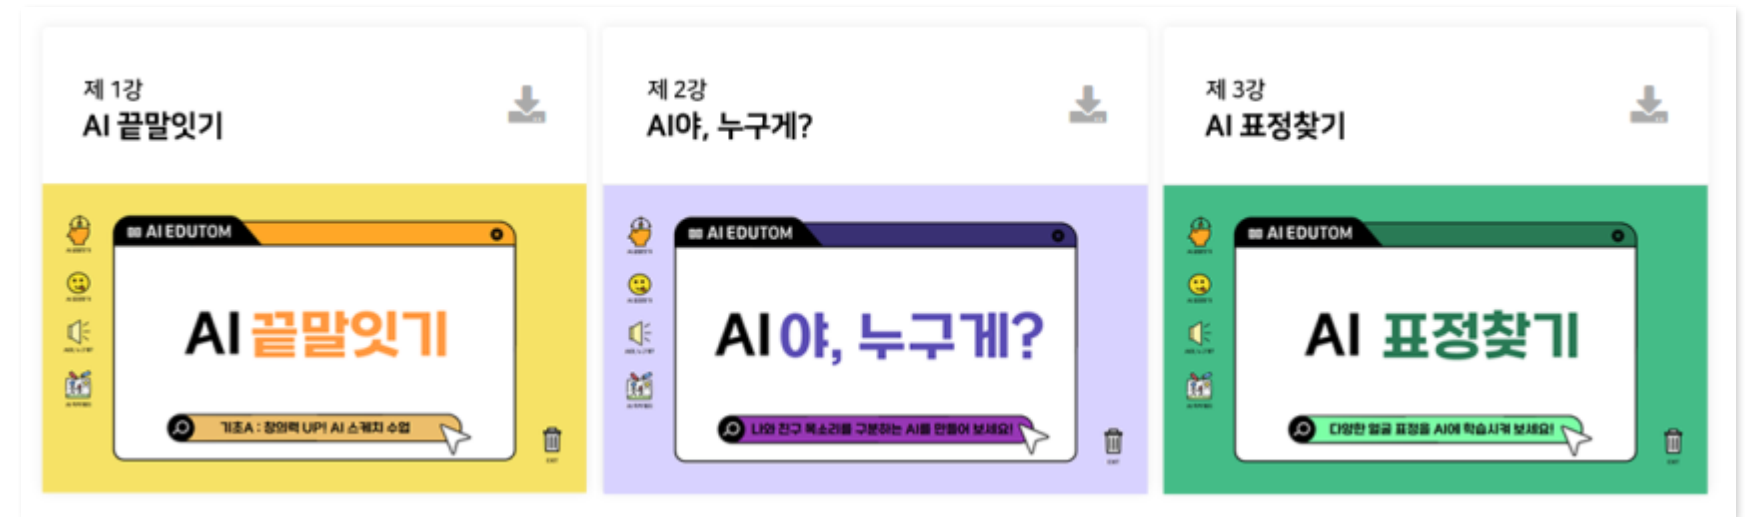 제 1강
AI 끝말잇기
AI EDUTOM
AI 끝말잇기
기초A : 창의력 UP! AI 스케치 수업
EXIT
제 2강
AI야, 누구게?
AI EDUTOM
AI야, 누구게?
나와 친구 목소리를 구분하는 AI를 만들어 보세요!
EXIT
제 3강
AI 표정찾기
AI EDUTOM
AI 표정찾기
다양한 얼굴 표정을 AI에 학습시켜 보세요!
EXIT